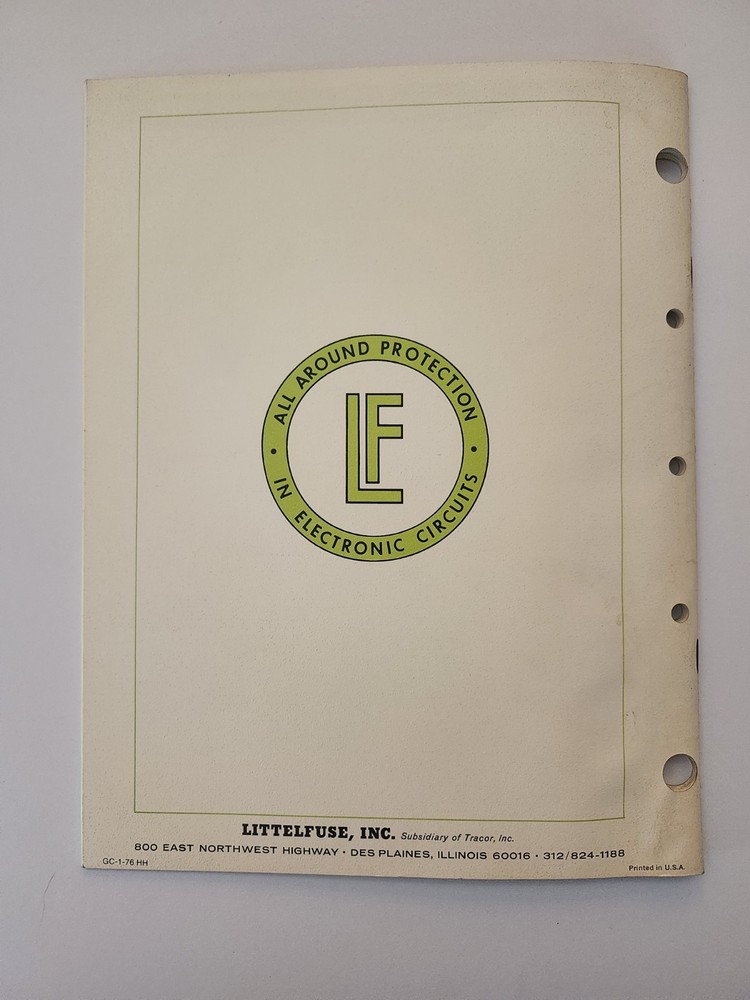 ALL AROUND PROTECTION
LF
IN ELECTRONIC CIRCUITS
LITTELFUSE, INC. Subsidiary of Tracor, Inc.
800 EAST NORTHWEST HIGHWAY • DES PLAINES, ILLINOIS 60016 • 312/824-1188
GC-1-76 HH
Printed in U.S.A.